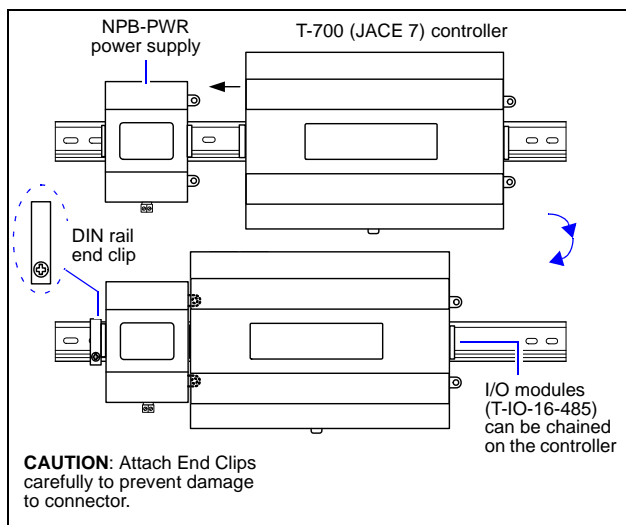 NPB-PWR
power supply
T-700 (JACE 7) controller
DIN rail
end clip
I/O modules
(T-IO-16-485)
can be chained
on the controller
CAUTION: Attach End Clips
carefully to prevent damage
to connector.